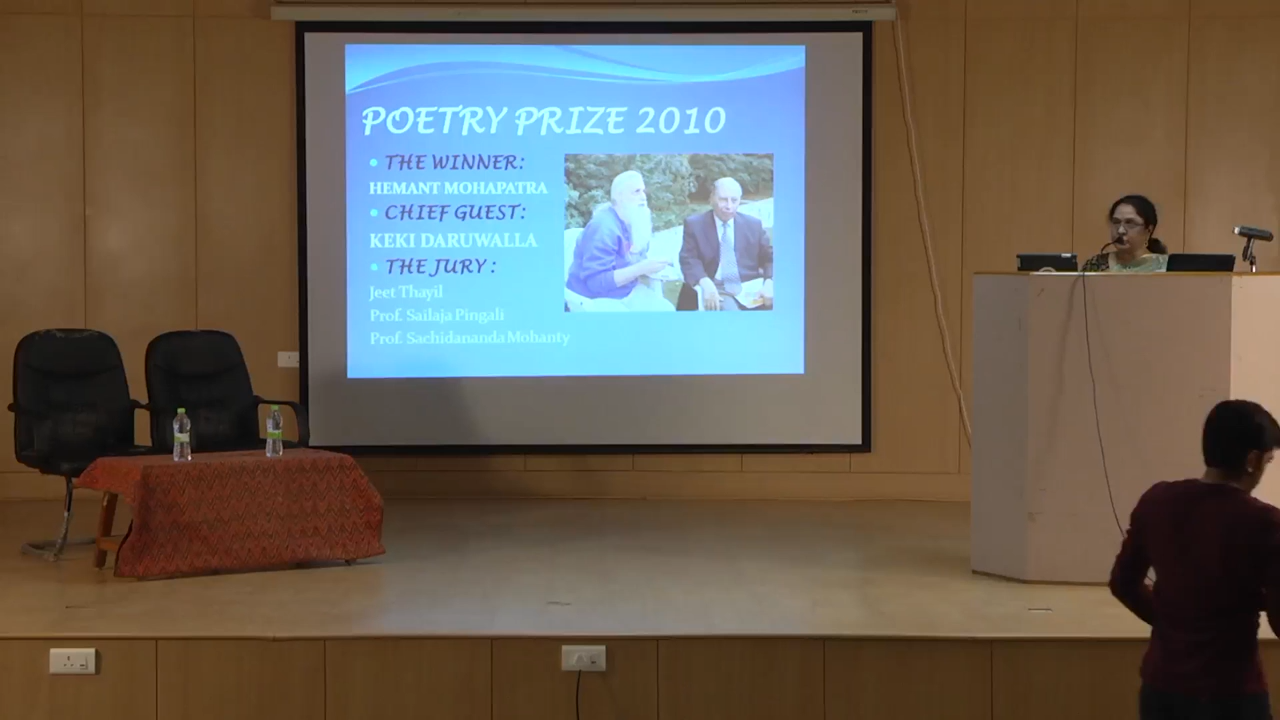 POETRY PRIZE 2010
• THE WINNER:
HEMANT MOHAPATRA
• CHIEF GUEST:
KEKI DARUWALLA
• THE JURY :
Jeet Thayil
Prof. Sailaja Pingali
Prof. Sachidananda Mohanty